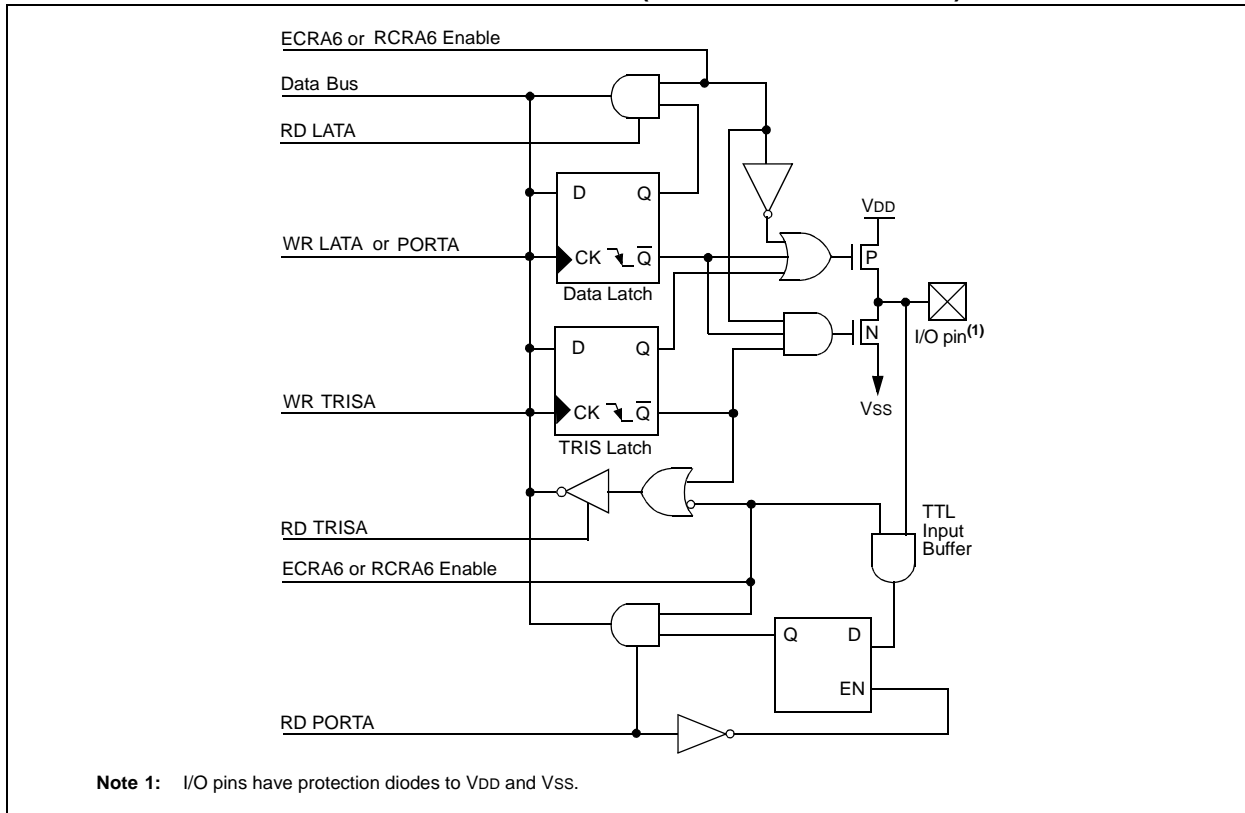 ECRA6 or RCRA6 Enable
Data Bus
RD LATA
D Q
VDD
WR LATA or PORTA
CK Q
P
Data Latch
N
I/O pin(1)
D Q
WR TRISA
CK Q
VSS
TRIS Latch
TTL
Input
Buffer
RD TRISA
ECRA6 or RCRA6 Enable
Q D
EN
RD PORTA
Note 1: I/O pins have protection diodes to VDD and VSS.